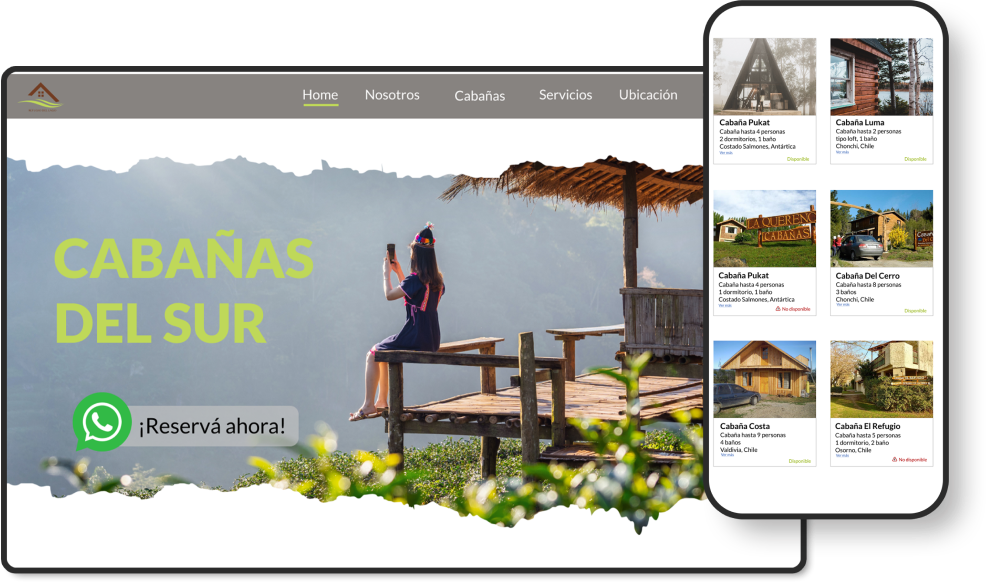 Home
Nosotros
Cabañas
Servicios
Ubicación
CABAÑAS
DEL SUR
¡Reservá ahora!
Cabaña Pukat
Cabaña hasta 4 personas
2 dormitorios, 1 baño
Costado Salmones, Antártica
Ver más
Disponible
Cabaña Luma
Cabaña hasta 2 personas
tipo loft, 1 baño
Chonchi, Chile
Ver más
Disponible
LA QUERENC
CABAÑAS
Cabaña Pukat
Cabaña hasta 4 personas
1 dormitorio, 1 baño
Costado Salmones, Antártica
Ver más
No disponible
Cabaña Del Cerro
Cabaña hasta 8 personas
3 baños
Chonchi, Chile
Ver más
Disponible
Cabaña Costa
Cabaña hasta 9 personas
4 baños
Valdivia, Chile
Ver más
Disponible
Cabaña El Refugio
Cabaña hasta 5 personas
1 dormitorio, 2 baño
Osorno, Chile
Ver más
No disponible